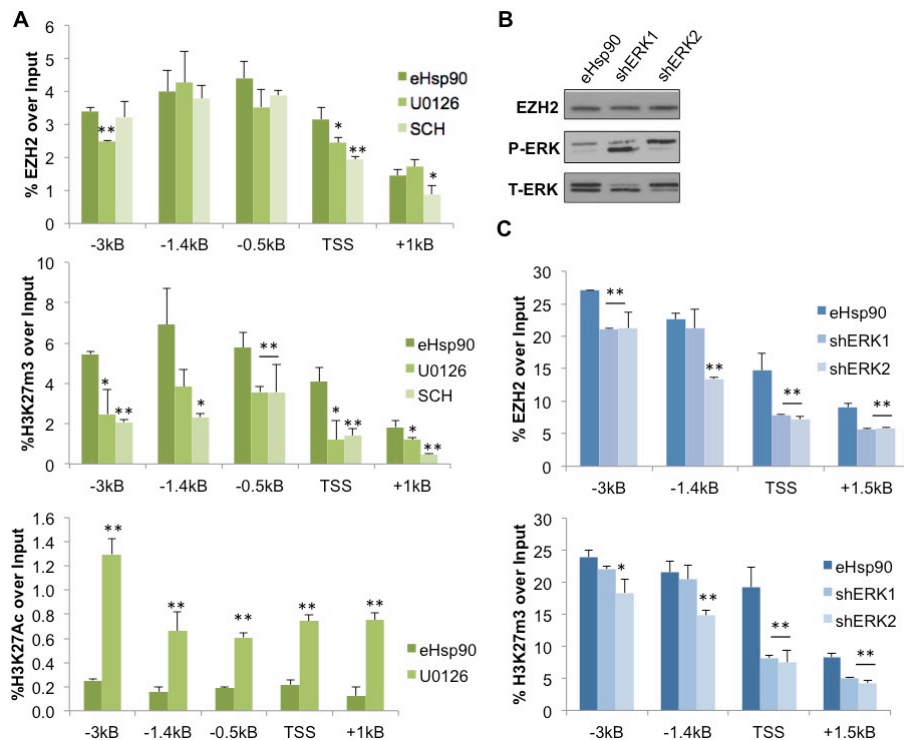 A
% EZH2 over Input
6
5
4
3
2
1
0
eHsp90
U0126
SCH
**
*
**
*
-3kB -1.4kB -0.5kB TSS +1kB
%H3K27m3 over Input
10
8
6
4
2
0
eHsp90
U0126
SCH
*
**
*
**
*
*
**
-3kB -1.4kB -0.5kB TSS +1kB
%H3K27Ac over Input
1.6
1.4
1.2
1.0
0.8
0.6
0.4
0.2
0.0
eHsp90
U0126
**
**
**
**
**
-3kB -1.4kB -0.5kB TSS +1kB
B
eHsp90 shERK1 shERK2
EZH2
P-ERK
T-ERK
C
% EZH2 over Input
30
25
20
15
10
5
0
eHsp90
shERK1
shERK2
**
**
**
**
-3kB -1.4kB TSS +1.5kB
% H3K27m3 over Input
30
25
20
15
10
5
0
eHsp90
shERK1
shERK2
*
**
**
**
-3kB -1.4kB TSS +1.5kB